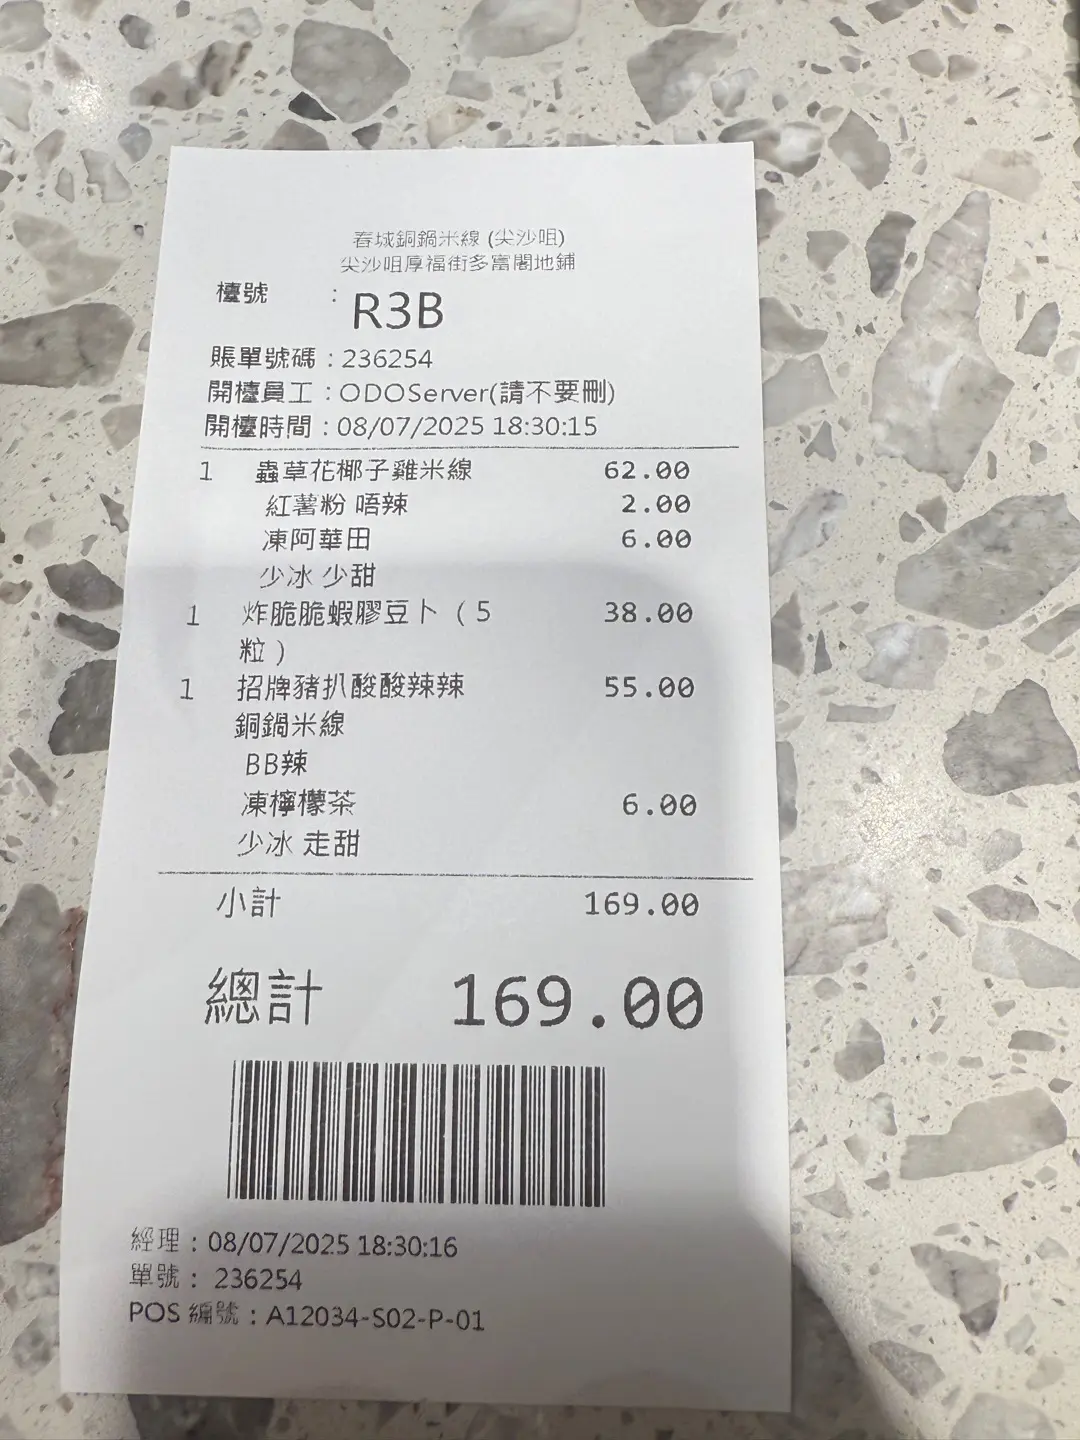 春城銅鍋米線 (尖沙咀)
尖沙咀厚福街多富閣地鋪
檯號 : R3B
賬單號碼 : 236254
開檯員工 : ODOServer(請不要刪)
開檯時間 : 08/07/2025 18:30:15
1 蟲草花椰子雞米線 62.00
紅薯粉 唔辣 2.00
凍阿華田 6.00
少冰 少甜
1 炸脆脆蝦膠豆卜（5 38.00
粒）
1 招牌豬扒酸酸辣辣 55.00
銅鍋米線
BB辣
凍檸檬茶 6.00
少冰 走甜
小計 169.00
總計 169.00
經理 : 08/07/2025 18:30:16
單號 : 236254
POS 編號 : A12034-S02-P-01